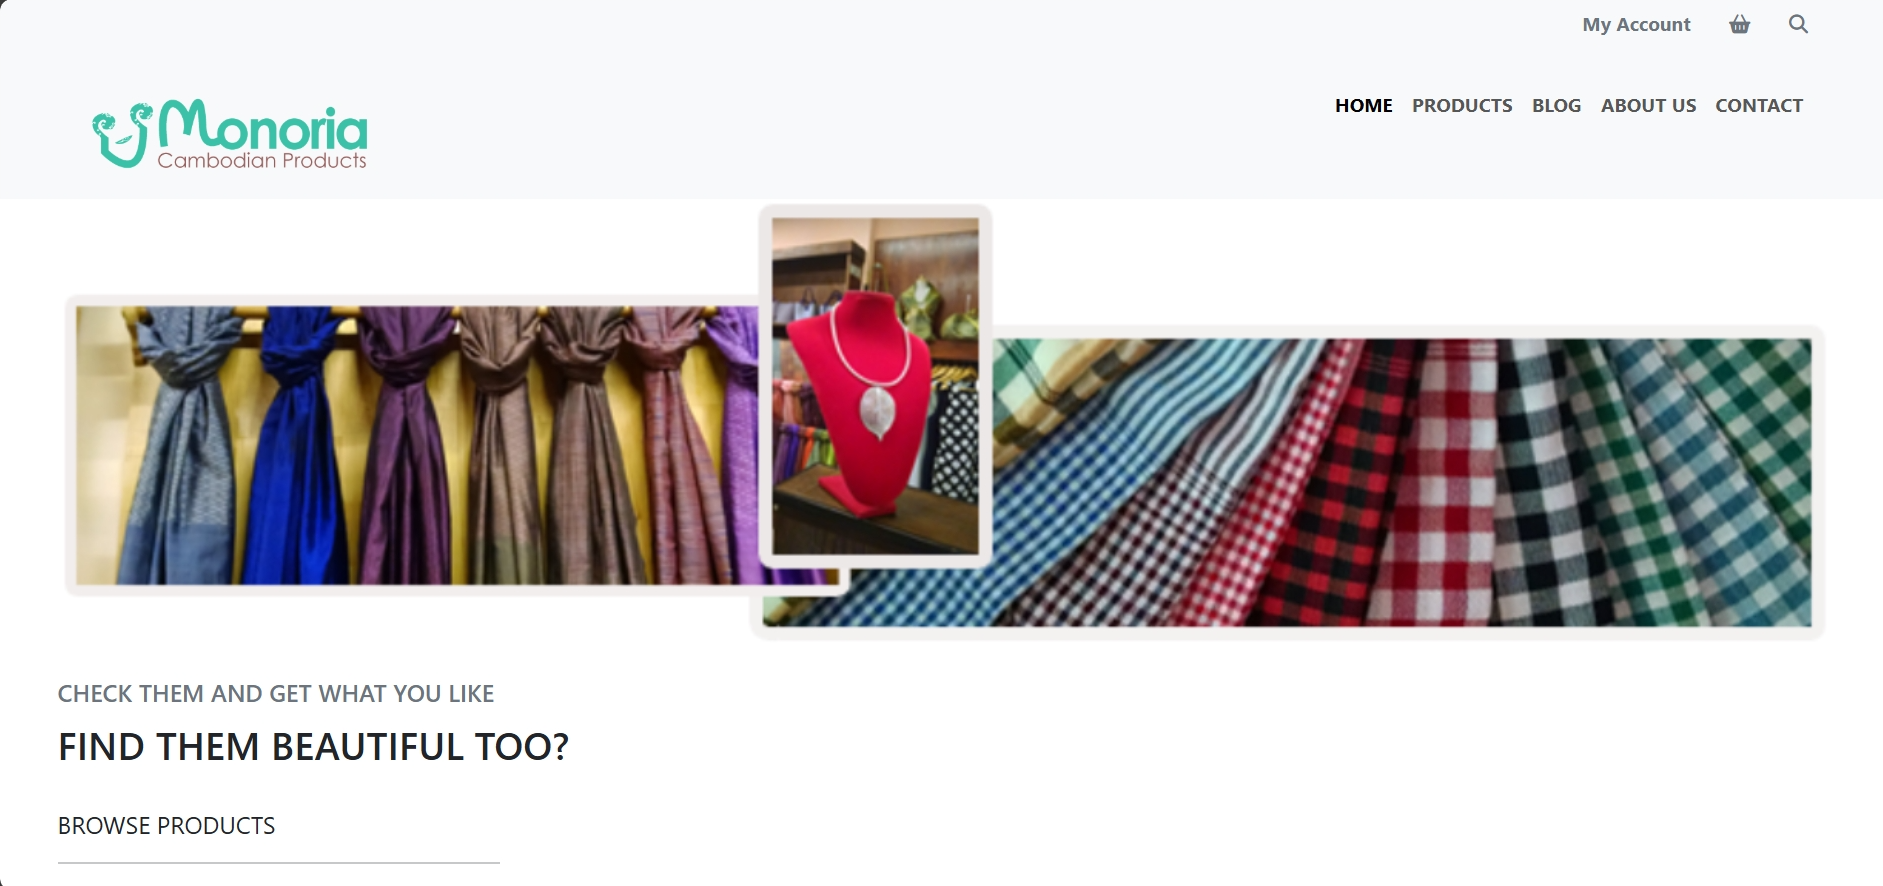 My Account
Monoria
Cambodian Products
HOME PRODUCTS BLOG ABOUT US CONTACT
CHECK THEM AND GET WHAT YOU LIKE
FIND THEM BEAUTIFUL TOO?
BROWSE PRODUCTS